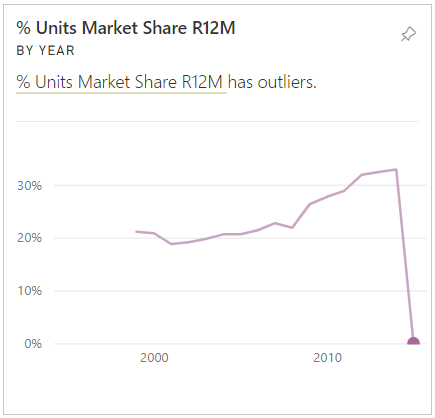 % Units Market Share R12M
BY YEAR
% Units Market Share R12M has outliers.
30%
20%
10%
0%
2000 2010